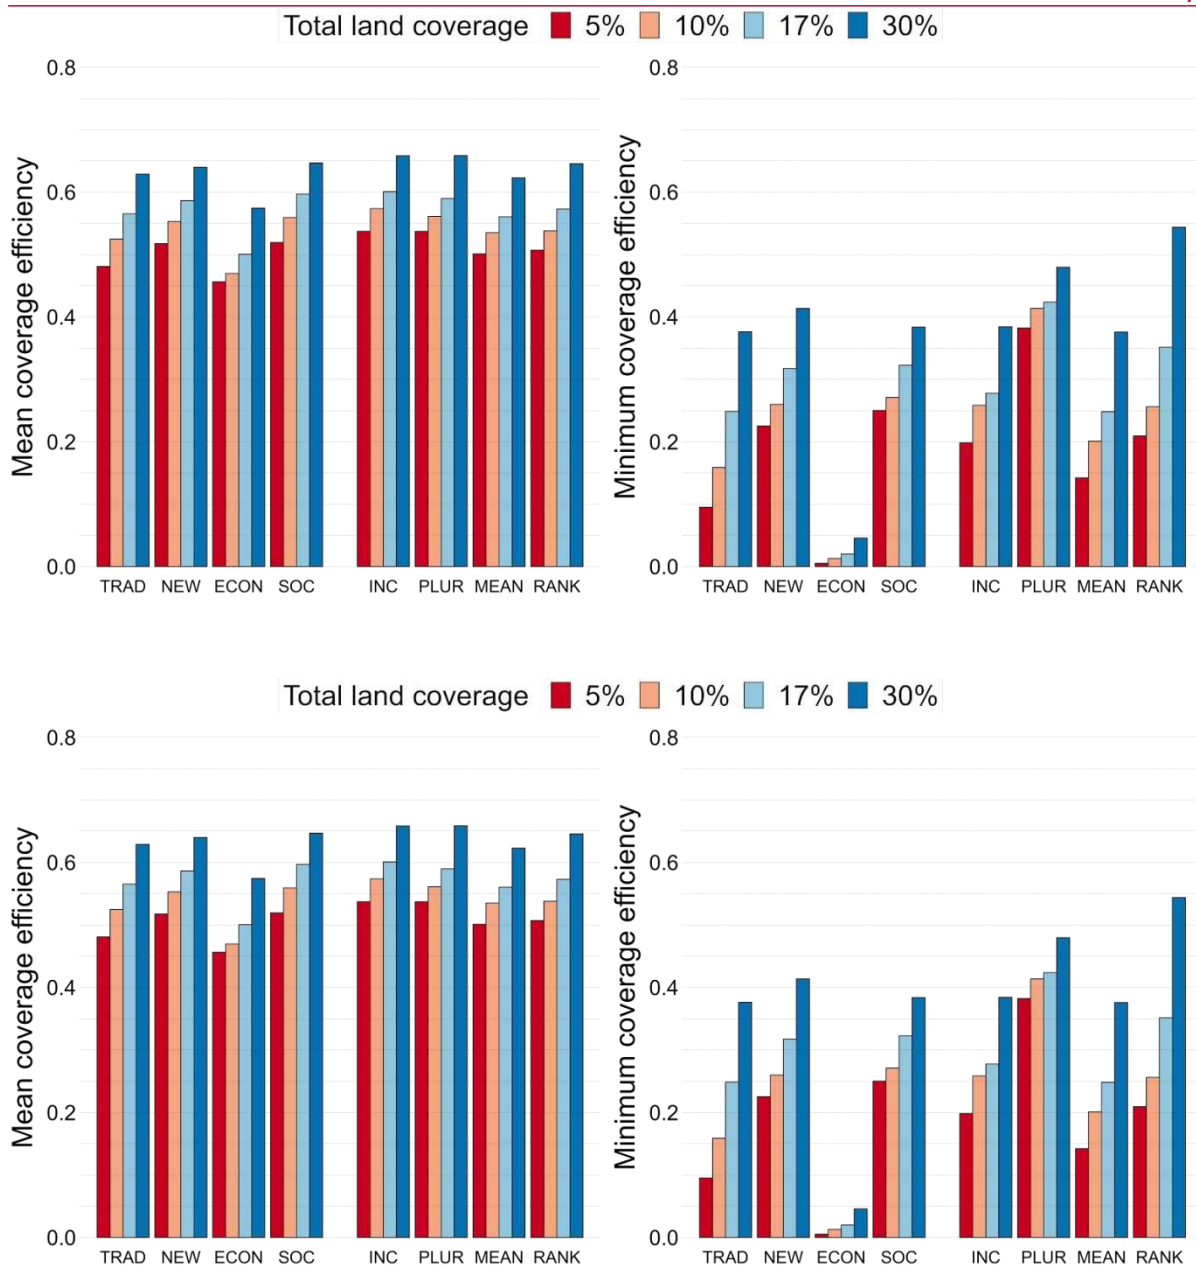 Total land coverage 5% 10% 17% 30%
Mean coverage efficiency
0.8
0.6
0.4
0.2
0.0
TRAD NEW ECON SOC INC PLUR MEAN RANK
Minimum coverage efficiency
0.8
0.6
0.4
0.2
0.0
TRAD NEW ECON SOC INC PLUR MEAN RANK
Total land coverage 5% 10% 17% 30%
Mean coverage efficiency
0.8
0.6
0.4
0.2
0.0
TRAD NEW ECON SOC INC PLUR MEAN RANK
Minimum coverage efficiency
0.8
0.6
0.4
0.2
0.0
TRAD NEW ECON SOC INC PLUR MEAN RANK